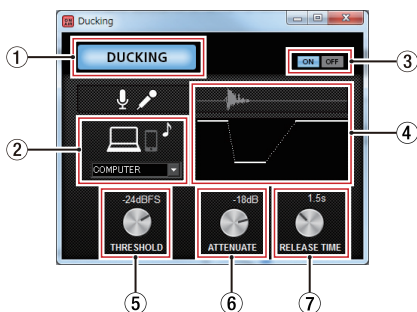 Ducking
DUCKING
ON OFF
COMPUTER
-24dBFS
THRESHOLD
-18dB
ATTENUATE
1.5s
RELEASE TIME
1
2
3
4
5
6
7